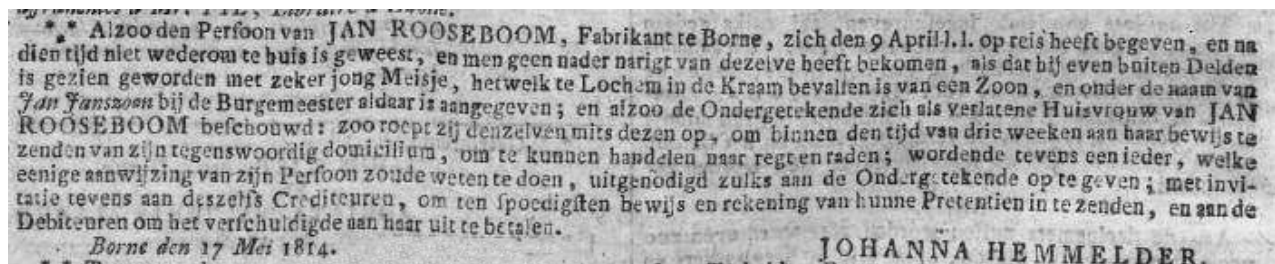 *.* Alzoo den Perſoon van JAN ROOSEBOOM, Fabrikant te Borne, zich den 9 April l.l. op reis heeft begeven, en na
dien tijd niet wederom te huis is geweest, en men geen nader narigt van dezelve heeft bekomen, als dat hij even buiten Delden
is gezien geworden met zeker jong Meisje, hetwelk te Lochem in de Kraam bevallen is van een Zoon, en onder de naam van
Jan Janszoon bij de Burgemeester aldaar is aangegeven; en alzoo de Ondergetekende zich als verlatene Huisvrouw van JAN
ROOSEBOOM beſchouwd: zoo roept zij denzelven mits dezen op, om binnen den tijd van drie weeken aan haar bewijs te
zenden van zijn tegenswoordig domicilium, om te kunnen handelen naar regt en raden; wordende tevens een ieder, welke
eenige aanwijzing van zijn Perſoon zoude weten te doen, uitgenodigd zulks aan de Ondergetekende op te geven; met invi-
tatie tevens aan deszelfs Crediteuren, om ten ſpoedigſten bewijs en rekening van hunne Pretentien in te zenden, en aan de
Debiteuren om het verſchuldigde aan haar uit te betalen.
Borne den 17 Mei 1814.
JOHANNA HEMMELDER.